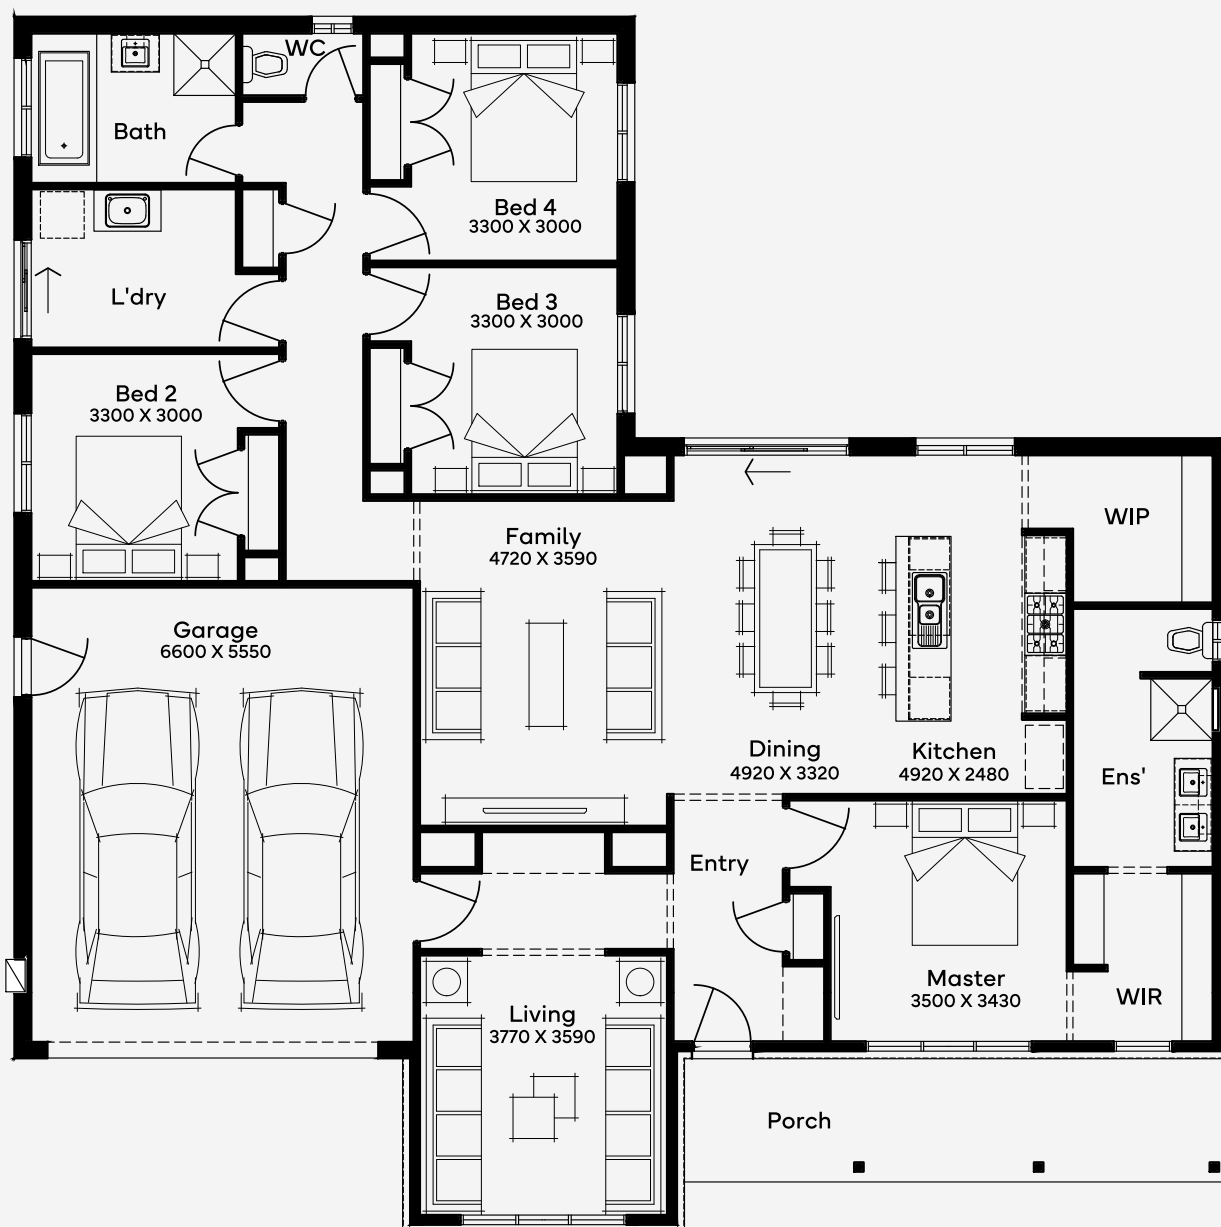 WC
Bath
Bed 4
3300 X 3000
L'dry
Bed 3
3300 X 3000
Bed 2
3300 X 3000
WIP
Family
4720 X 3590
Garage
6600 X 5550
Dining
4920 X 3320
Kitchen
4920 X 2480
Ens'
Entry
Master
3500 X 3430
WIR
Living
3770 X 3590
Porch